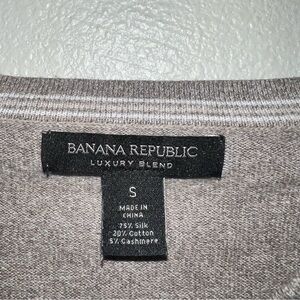 BANANA REPUBLIC
LUXURY BLEND
S
MADE IN
CHINA
75% Silk
20% Cotton
5% Cashmere